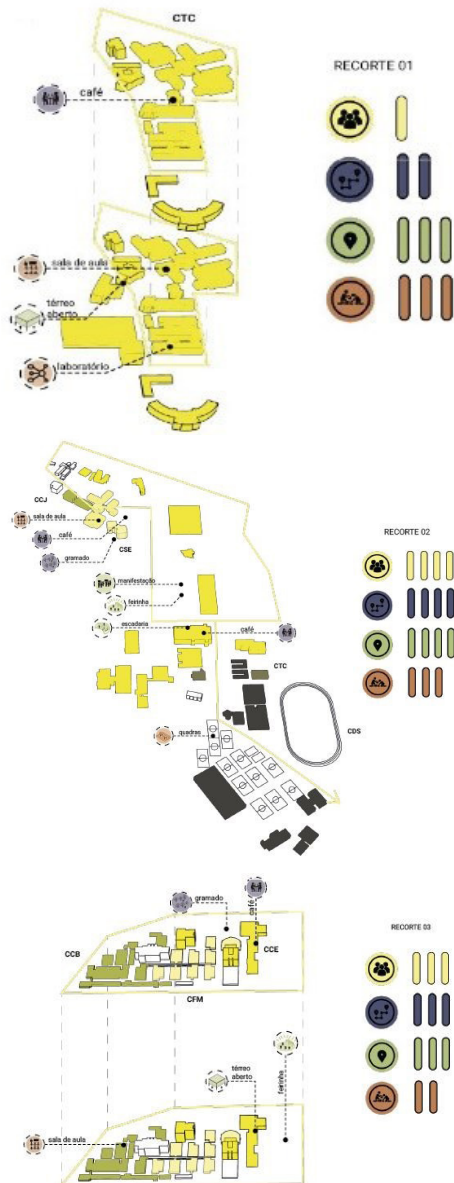 CTC
RECORTE 01
café
sala de aula
térreo
aberto
laboratório
CCJ
sala de aula
café
CSE
gramado
RECORTE 02
manifestação
feirinha
escadaria
café
CTC
CDS
quadras
gramado
café
RECORTE 03
CCB
CCE
CFM
térreo
aberto
feirinha
sala de aula